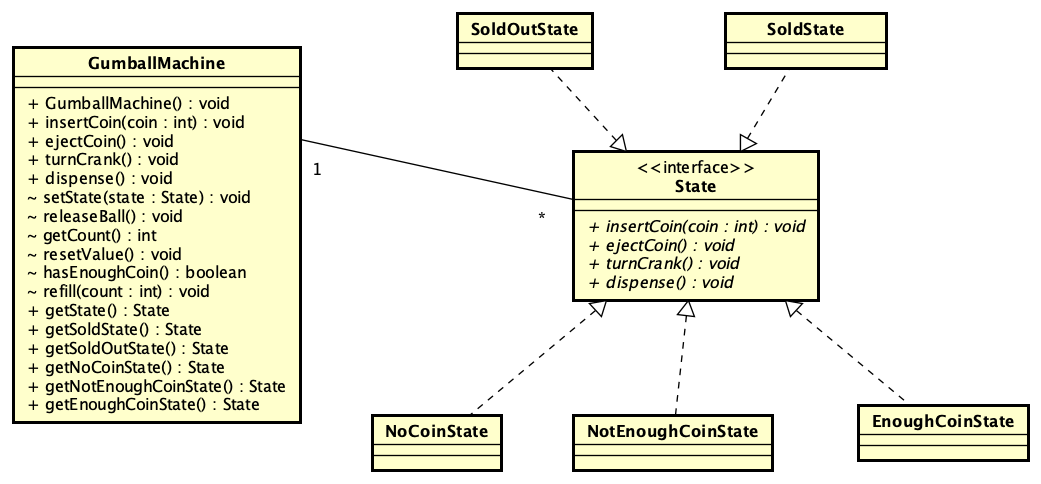 GumballMachine
+ GumballMachine() : void
+ insertCoin(coin : int) : void
+ ejectCoin() : void
+ turnCrank() : void
+ dispense() : void
~ setState(state : State) : void
~ releaseBall() : void
~ getCount() : int
~ resetValue() : void
~ hasEnoughCoin() : boolean
~ refill(count : int) : void
+ getState() : State
+ getSoldState() : State
+ getSoldOutState() : State
+ getNoCoinState() : State
+ getNotEnoughCoinState() : State
+ getEnoughCoinState() : State
1
*
SoldOutState
SoldState
<<interface>>
State
+ insertCoin(coin : int) : void
+ ejectCoin() : void
+ turnCrank() : void
+ dispense() : void
NoCoinState
NotEnoughCoinState
EnoughCoinState